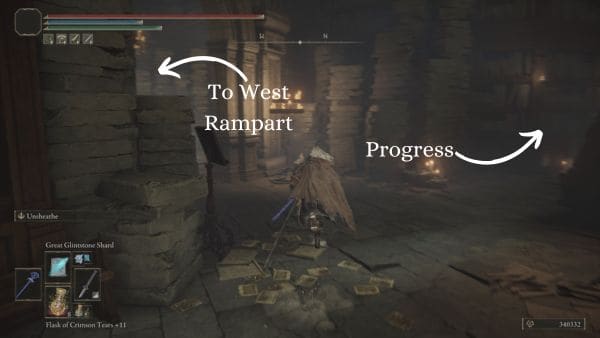 W
N
To West
Rampart
Progress
Unsheathe
Great Glintstone Shard
Flask of Crimson Tears +11
340332